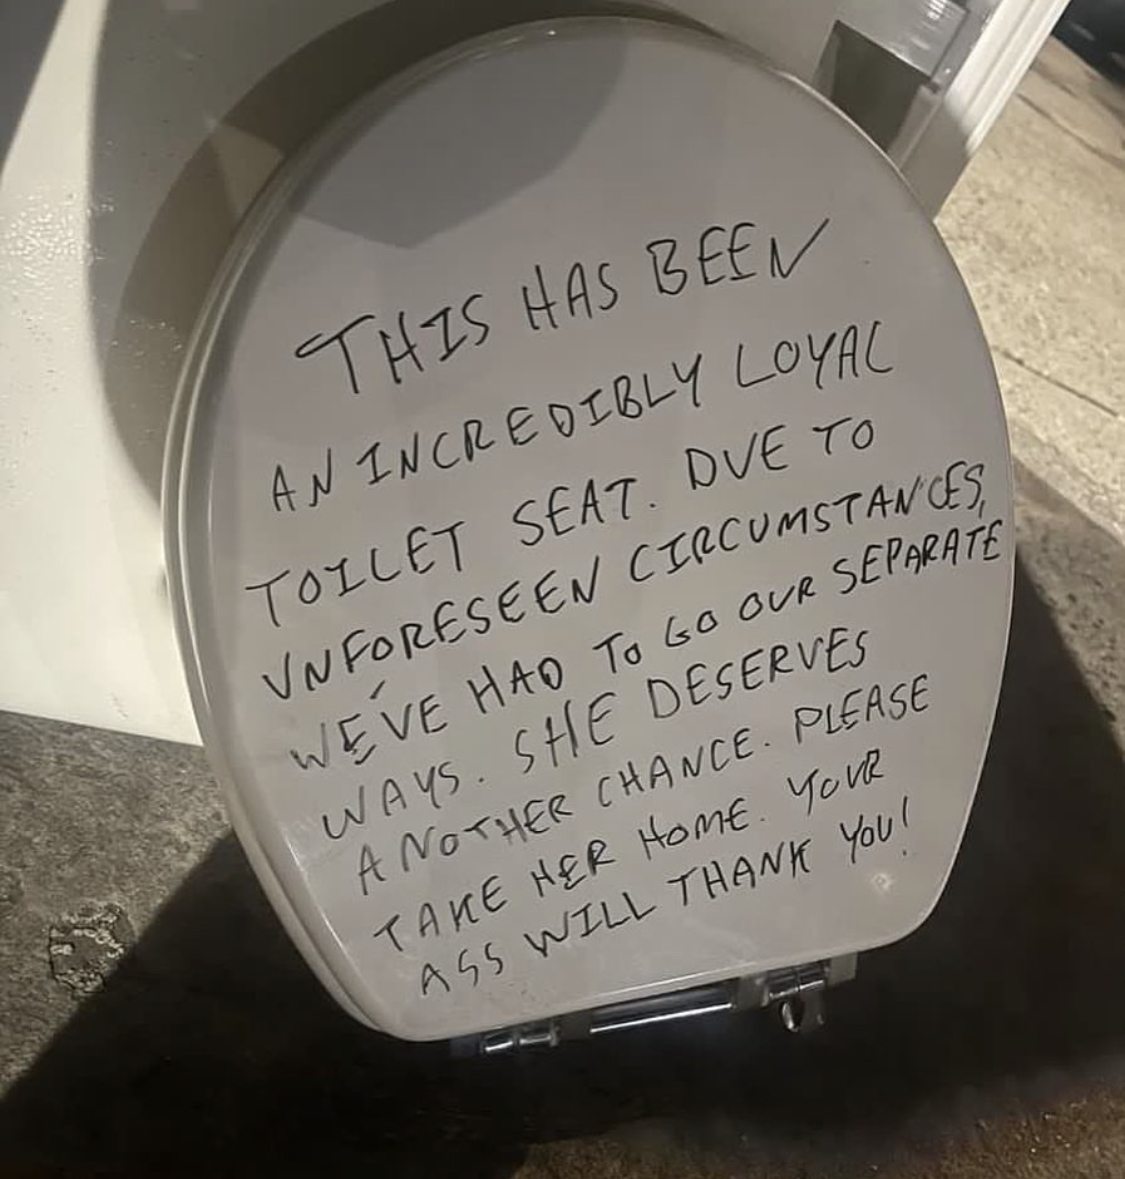 THIS HAS BEEN
AN INCREDIBLY LOYAL
TOILET SEAT. DUE TO
UNFORESEEN CIRCUMSTANCES,
WE'VE HAD TO GO OUR SEPARATE
WAYS. SHE DESERVES
ANOTHER CHANCE. PLEASE
TAKE HER HOME. YOUR
ASS WILL THANK YOU!